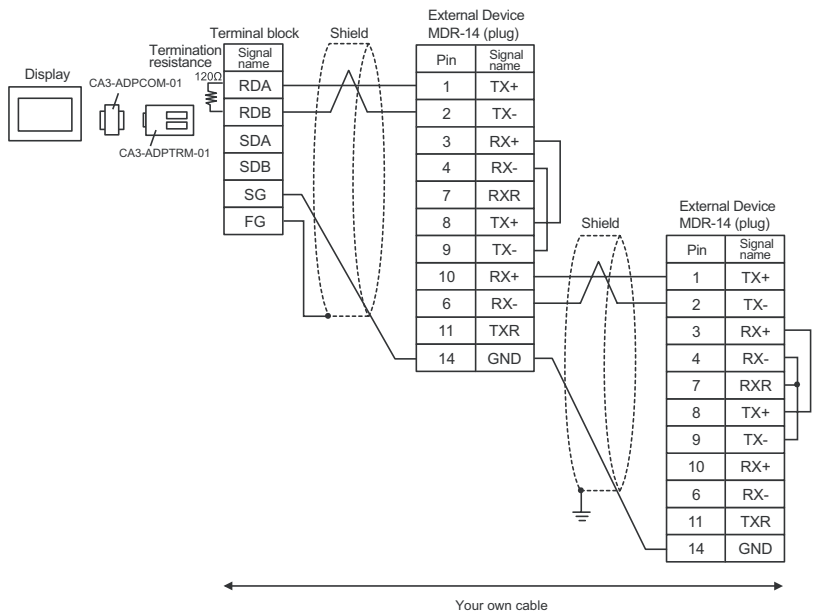 Display
CA3-ADPCOM-01
CA3-ADPTRM-01
Termination
resistance
120Ω
Terminal block
Signal
name
RDA
RDB
SDA
SDB
SG
FG
Shield
External Device
MDR-14 (plug)
Pin Signal
name
1 TX+
2 TX-
3 RX+
4 RX-
7 RXR
8 TX+
9 TX-
10 RX+
6 RX-
11 TXR
14 GND
Shield
External Device
MDR-14 (plug)
Pin Signal
name
1 TX+
2 TX-
3 RX+
4 RX-
7 RXR
8 TX+
9 TX-
10 RX+
6 RX-
11 TXR
14 GND
Your own cable